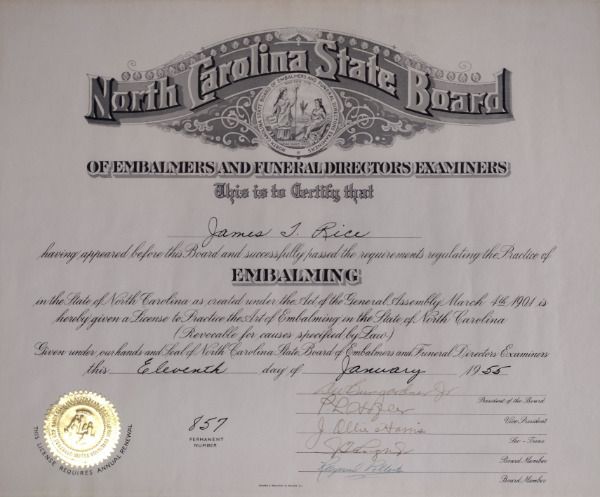 North Carolina State Board
OF EMBALMERS AND FUNERAL DIRECTORS EXAMINERS
This is to Certify that
James T. Rice
having appeared before this Board and successfully passed the requirements regulating the Practice of
EMBALMING
in the State of North Carolina as created under the Act of the General Assembly March 4th, 1901 is
hereby given a License to Practice the Art of Embalming in the State of North Carolina
(Revocable for causes specified by Law)
Given under our hands and Seal of North Carolina State Board of Embalmers and Funeral Directors Examiners
this Eleventh day of January 1955
President of the Board
Vice President
J. Ollie Harris
Sec - Treas
Board Member
Board Member
857
PERMANENT
NUMBER
THIS LICENSE REQUIRES ANNUAL RENEWAL